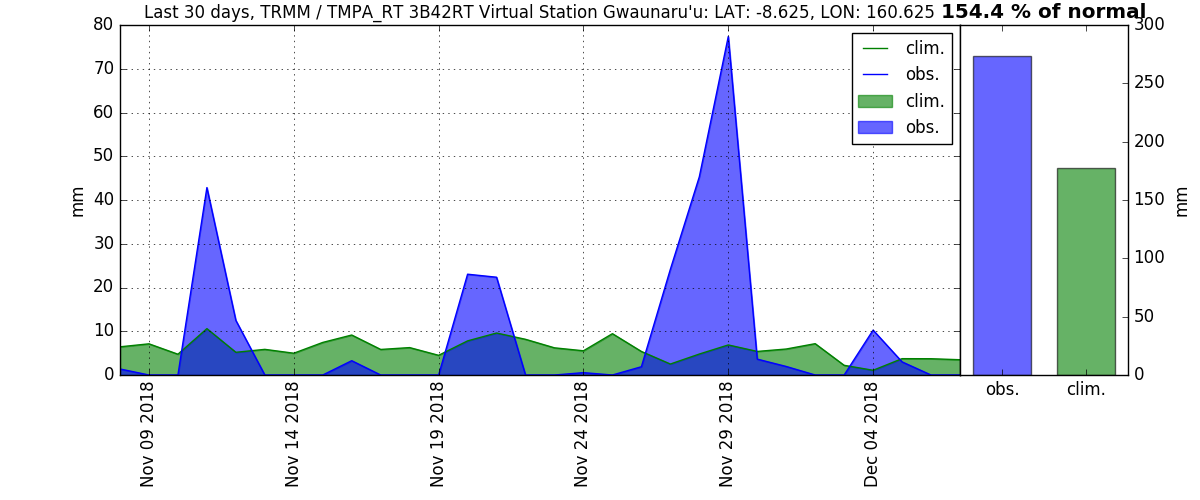 Last 30 days, TRMM / TMPA_RT 3B42RT Virtual Station Gwaunaru'u: LAT: -8.625, LON: 160.625 154.4 % of normal
80
70
60
50
40
30
20
10
0
mm
clim.
obs.
clim.
obs.
Nov 09 2018
Nov 14 2018
Nov 19 2018
Nov 24 2018
Nov 29 2018
Dec 04 2018
300
250
200
150
100
50
0
mm
obs.
clim.